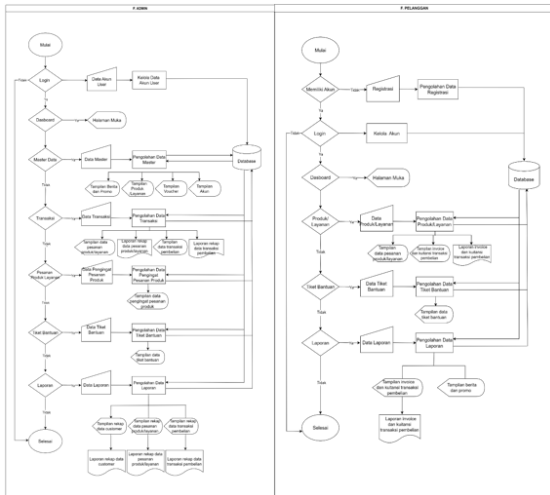 F. ADMIN
Mulai
Tidak
Login
Data Akun
User
Kelola Data
Akun User
Ya
Dasboard
Ya
Halaman Muka
Database
Master Data
Ya
Data Master
Pengolahan Data
Master
Tampilan Berita
dan Promo
Tampilan
Produk
Layanan
Tampilan
Voucher
Tampilan
Akun
Tidak
Transaksi
Ya
Data Transaksi
Pengolahan Data
Transaksi
Tampilan data
pesanan
produk/layanan
Laporan rekap
data pesanan
produk/layanan
Tampilan
data transaksi
pembelian
Laporan rekap
data transaksi
pembelian
Tidak
Pesanan
Produk Layanan
Ya
Data Pengingat
Pesanan
Produk
Pengolahan Data
Pesanan Produk
Tampilan data
pengingat pesanan
produk
Tidak
Tiket Bantuan
Ya
Data Tiket
Bantuan
Pengolahan Data
Tiket Bantuan
Tampilan data
tiket bantuan
Tidak
Laporan
Ya
Data Laporan
Pengolahan Data
Laporan
Tidak
Tampilan rekap
data customer
Tampilan rekap
data pesanan
produk/layanan
Tampilan rekap
data transaksi
pembelian
Laporan rekap data
customer
Laporan rekap data
pesanan
produk/layanan
Laporan rekap data
transaksi pembelian
Selesai
F. PELANGGAN
Mulai
Memiliki Akun
Tidak
Registrasi
Pengolahan Data
Registrasi
Ya
Tidak
Login
Ya
Kelola Akun
Ya
Dasboard
Ya
Halaman Muka
Database
Produk/
Layanan
Ya
Data
Produk/Layanan
Pengolahan Data
Produk/Layanan
Tampilan data
pesanan
produk/layanan
Tampilan invoice
dan kuitansi transaksi
pembelian
Laporan invoice
dan kuitansi
transaksi pembelian
Tidak
Tiket Bantuan
Ya
Data Tiket
Bantuan
Pengolahan Data
Tiket Bantuan
Tampilan data
tiket bantuan
Tidak
Laporan
Ya
Data Laporan
Pengolahan Data
Laporan
Tidak
Tampilan invoice
dan kuitansi transaksi
pembelian
Tampilan berita
dan promo
Laporan invoice
dan kuitansi
transaksi pembelian
Selesai